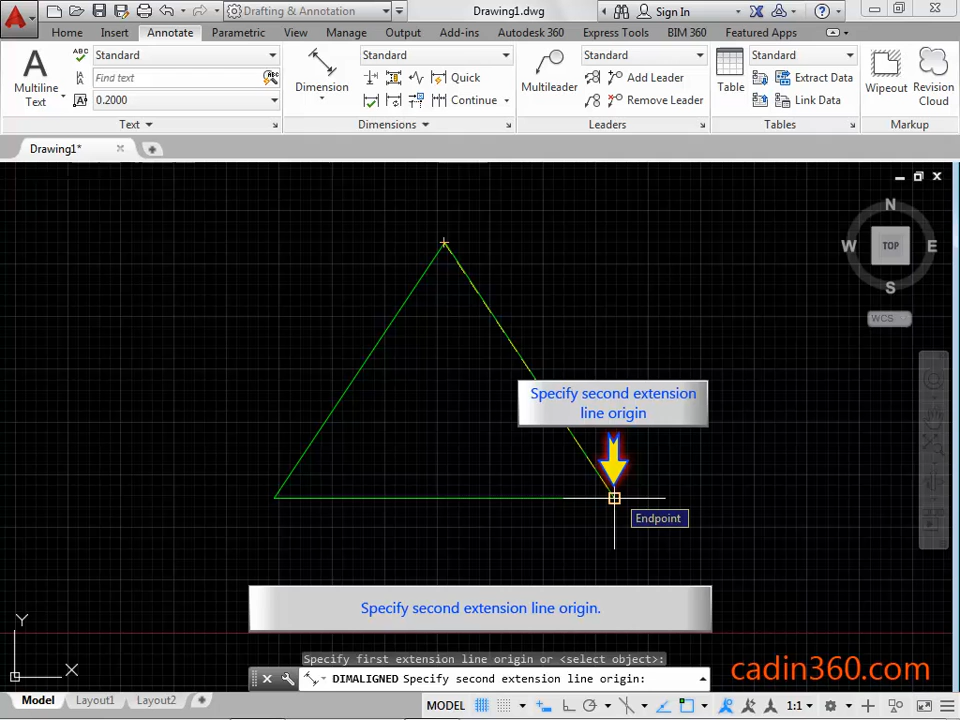 Drafting & Annotation
Drawing1.dwg
Sign In
Home Insert Annotate Parametric View Manage Output Add-ins Autodesk 360 Express Tools BIM 360 Featured Apps
Multiline
Text
Standard
Find text
0.2000
Text
Dimension
Standard
Quick
Continue
Dimensions
Multileader
Standard
Add Leader
Remove Leader
Leaders
Table
Standard
Extract Data
Link Data
Tables
Wipeout
Revision
Cloud
Markup
Drawing1*
N
W TOP E
S
WCS
Specify second extension
line origin
Endpoint
Specify second extension line origin.
Y
X
Specify first extension line origin or <select object>:
DIMALIGNED Specify second extension line origin:
cadin360.com
Model Layout1 Layout2
MODEL
1:1